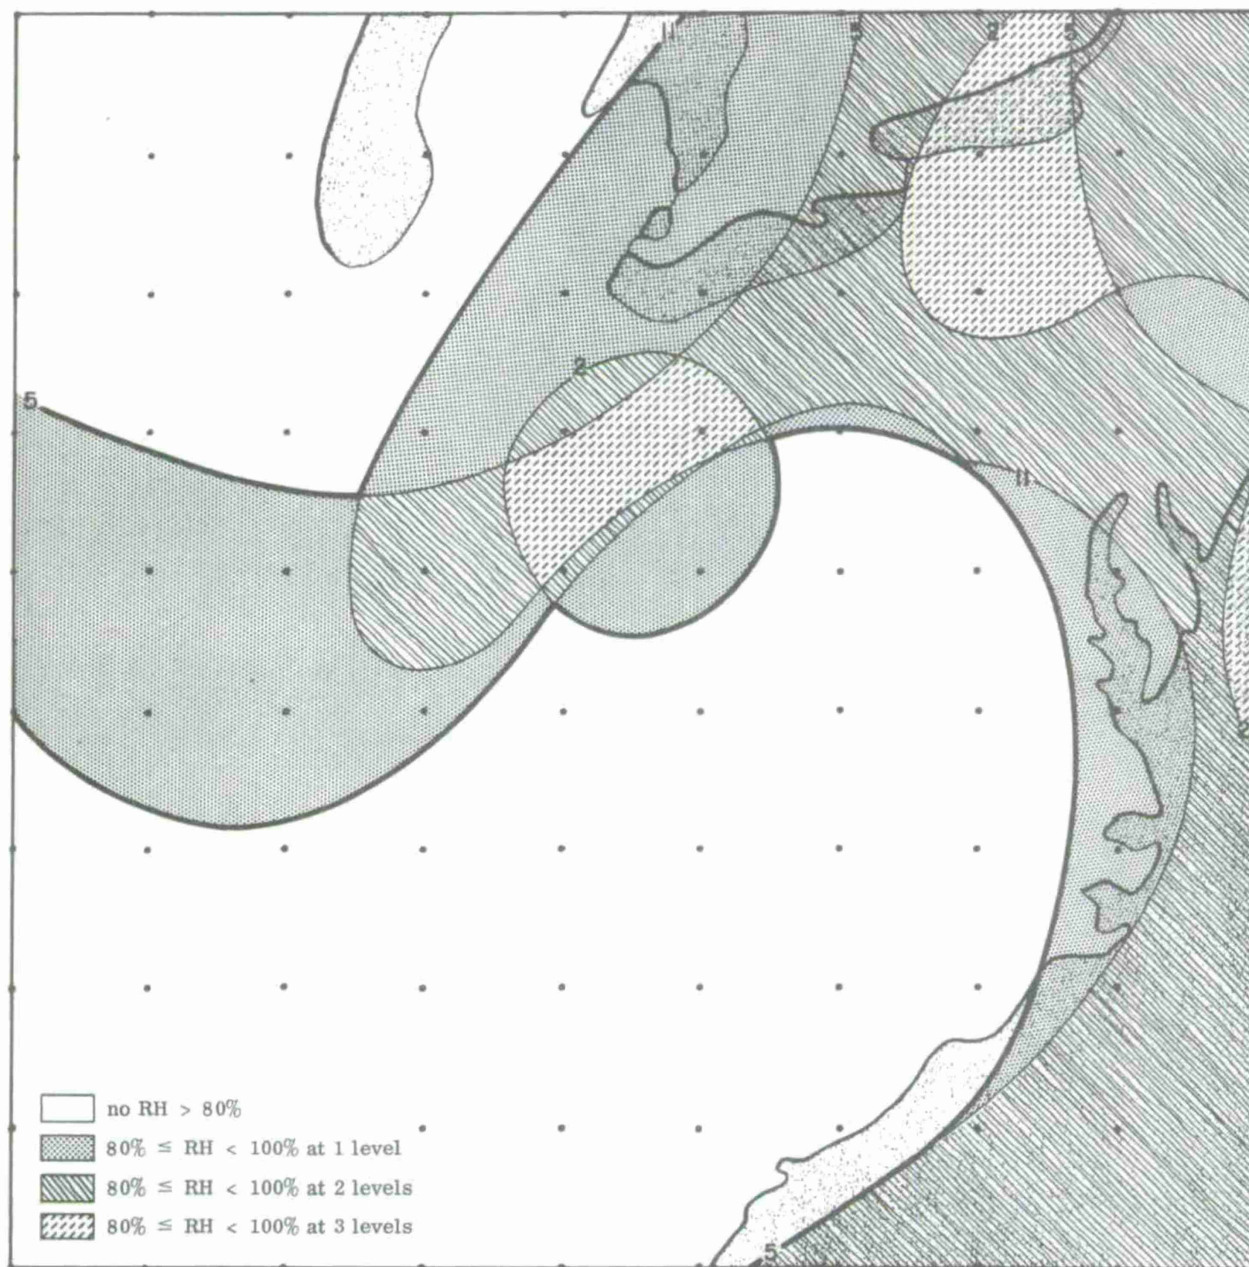 11 5 2 5
5
2
11
2
no RH > 80%
80% ≤ RH < 100% at 1 level
80% ≤ RH < 100% at 2 levels
80% ≤ RH < 100% at 3 levels
5